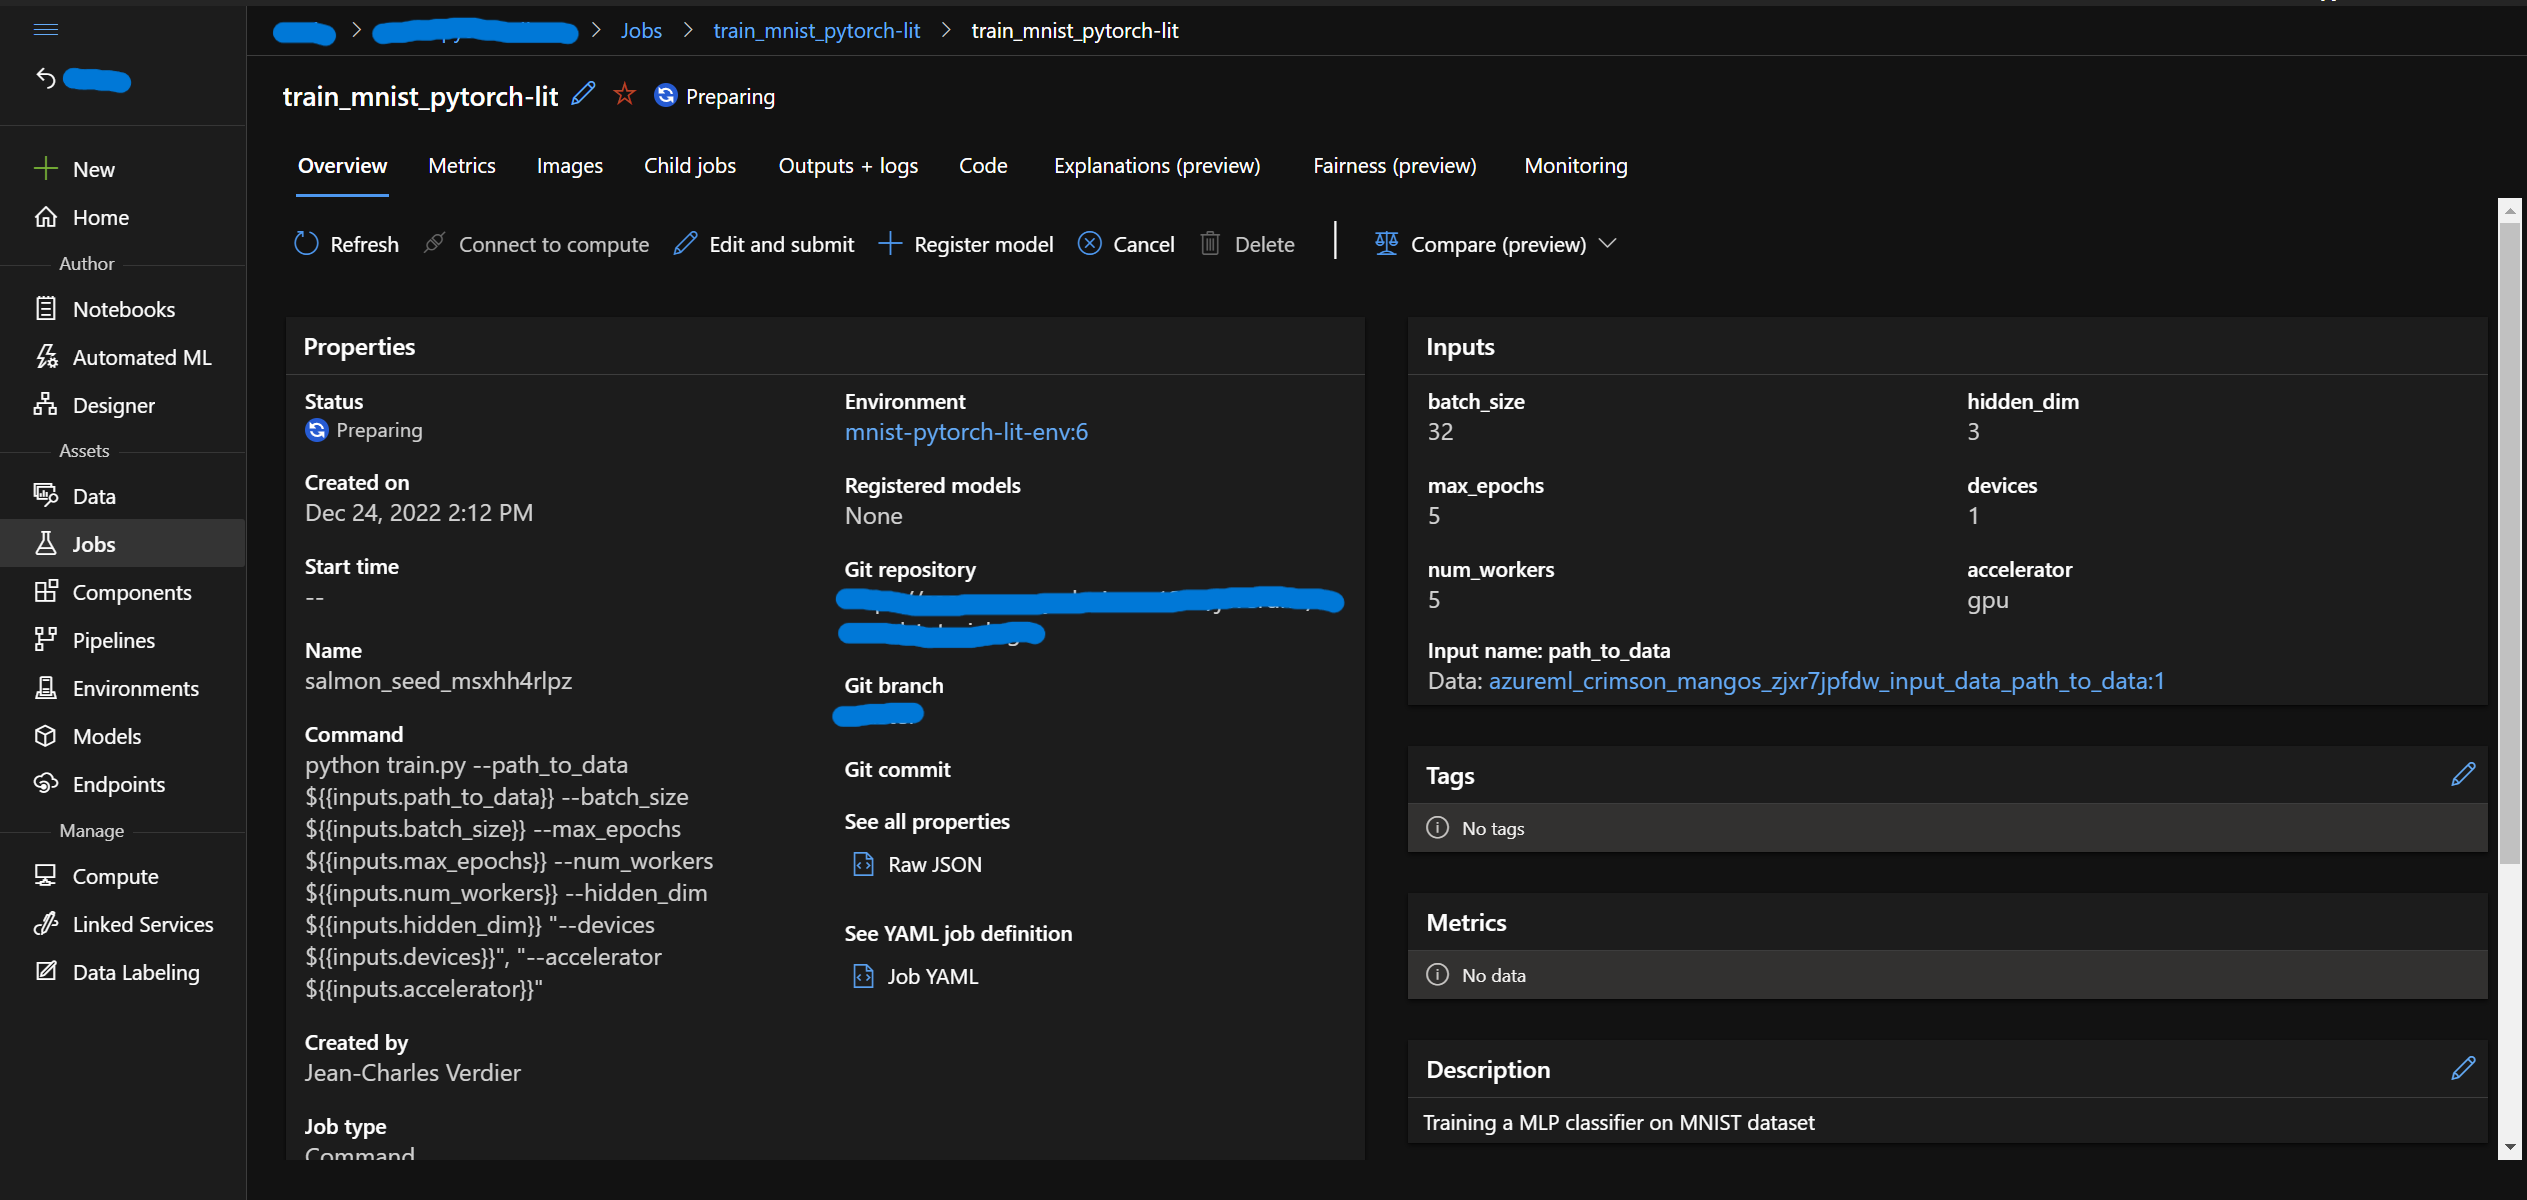 Jobs
train_mnist_pytorch-lit
train_mnist_pytorch-lit
train_mnist_pytorch-lit
Preparing
New
Home
Author
Notebooks
Automated ML
Designer
Assets
Data
Jobs
Components
Pipelines
Environments
Models
Endpoints
Manage
Compute
Linked Services
Data Labeling
Overview
Metrics
Images
Child jobs
Outputs + logs
Code
Explanations (preview)
Fairness (preview)
Monitoring
Refresh
Connect to compute
Edit and submit
Register model
Cancel
Delete
Compare (preview)
Properties
Status
Preparing
Created on
Dec 24, 2022 2:12 PM
Start time
--
Name
salmon_seed_msxhh4rlpz
Command
python train.py --path_to_data
${{inputs.path_to_data}} --batch_size
${{inputs.batch_size}} --max_epochs
${{inputs.max_epochs}} --num_workers
${{inputs.num_workers}} --hidden_dim
${{inputs.hidden_dim}} "--devices
${{inputs.devices}}", "--accelerator
${{inputs.accelerator}}"
Created by
Jean-Charles Verdier
Job type
Command
Environment
mnist-pytorch-lit-env:6
Registered models
None
Git repository
Git branch
Git commit
See all properties
Raw JSON
See YAML job definition
Job YAML
Inputs
batch_size
32
hidden_dim
3
max_epochs
5
devices
1
num_workers
5
accelerator
gpu
Input name: path_to_data
Data: azureml_crimson_mangos_zjxr7jpfdw_input_data_path_to_data:1
Tags
No tags
Metrics
No data
Description
Training a MLP classifier on MNIST dataset